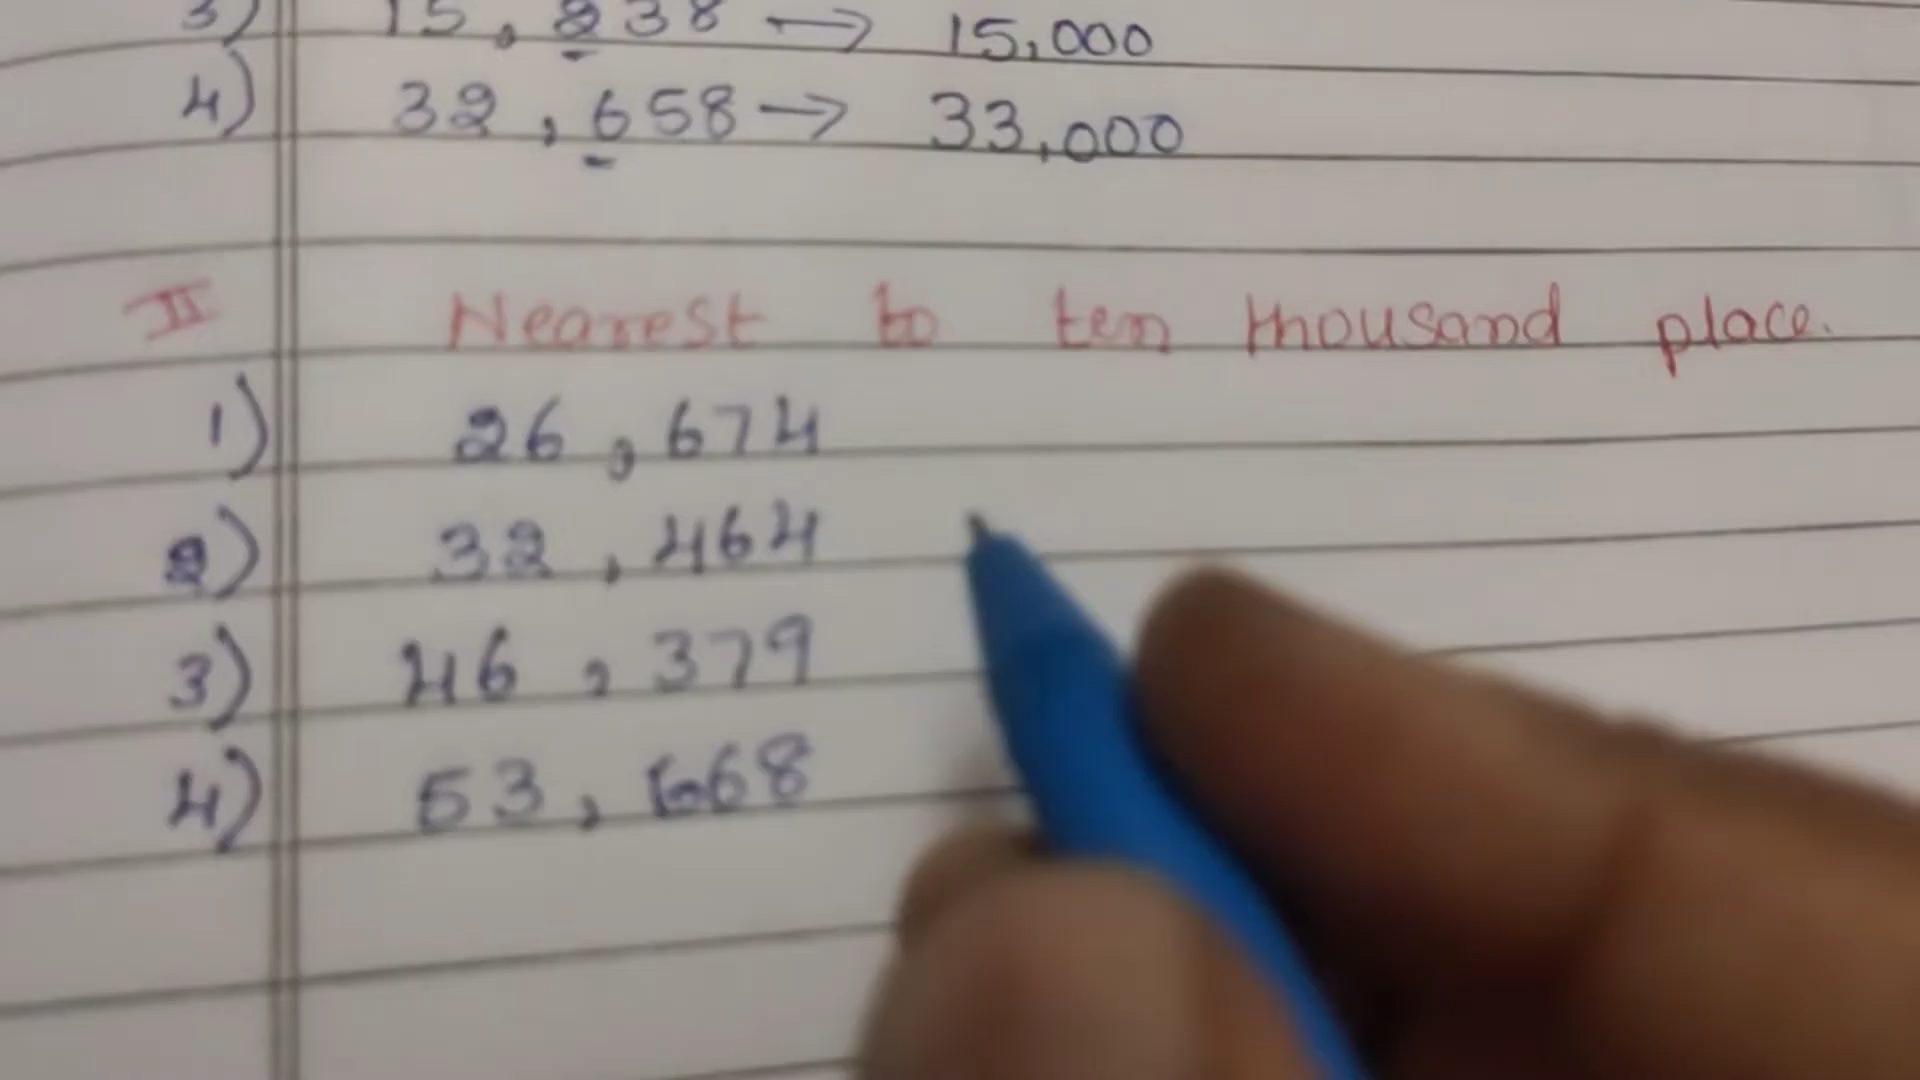 3) 15,238 → 15,000
4) 32,658 → 33,000
II Nearest to ten thousand place.
1) 26,674
2) 32,464
3) 46,379
4) 53,668